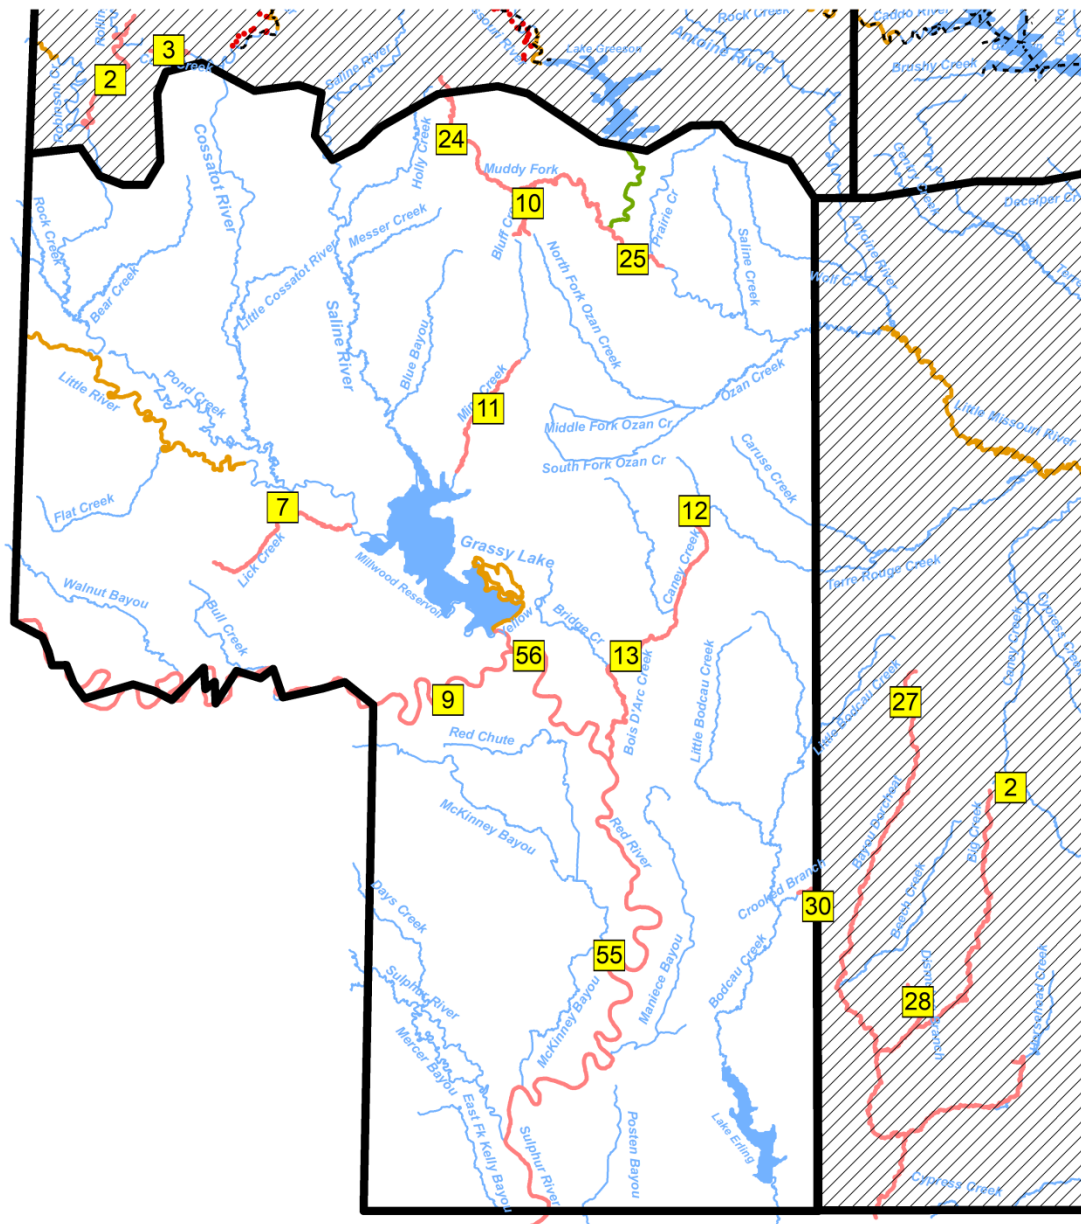 Rock Creek
Caddo River
Lake Greeson
Antoine River
3
2
Saline River
Brushy Creek
24
Holly Creek
Muddy Fork
Cossatot River
10
Prairie Cr
Rock Creek
Messer Creek
25
Saline Creek
Antoine River
Wolf Cr
Bear Creek
Little Cossatot River
North Fork Ozan Creek
Saline River
Blue Bayou
Little River
Pond Creek
11
Ozan Creek
Little Missouri River
Middle Fork Ozan Cr
South Fork Ozan Cr
Caruse Creek
Flat Creek
7
12
Lick Creek
Grassy Lake
Millwood Reservoir
Caney Creek
Terre Rouge Creek
Walnut Bayou
Bull Creek
Yellow Cr
Bridge Cr
Caney Creek
Cypress Creek
56
13
Bois D'Arc Creek
Little Bodcau Creek
Little Bodcau Creek
27
9
Red Chute
2
McKinney Bayou
Red River
Bayou Dorcheat
Big Creek
Days Creek
Crooked Branch
30
Beech Creek
55
Sulphur River
McKinney Bayou
Maniece Bayou
Bodcau Creek
28
Horsehead Creek
Mercer Bayou
East Fk Kelly Bayou
Sulphur River
Posten Bayou
Lake Erling
Cypress Creek